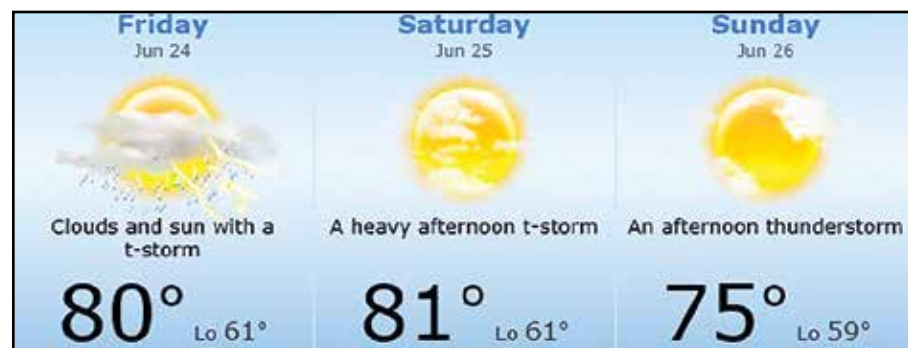 Friday
Jun 24
Clouds and sun with a
t-storm
80° Lo 61°
Saturday
Jun 25
A heavy afternoon t-storm
81° Lo 61°
Sunday
Jun 26
An afternoon thunderstorm
75° Lo 59°